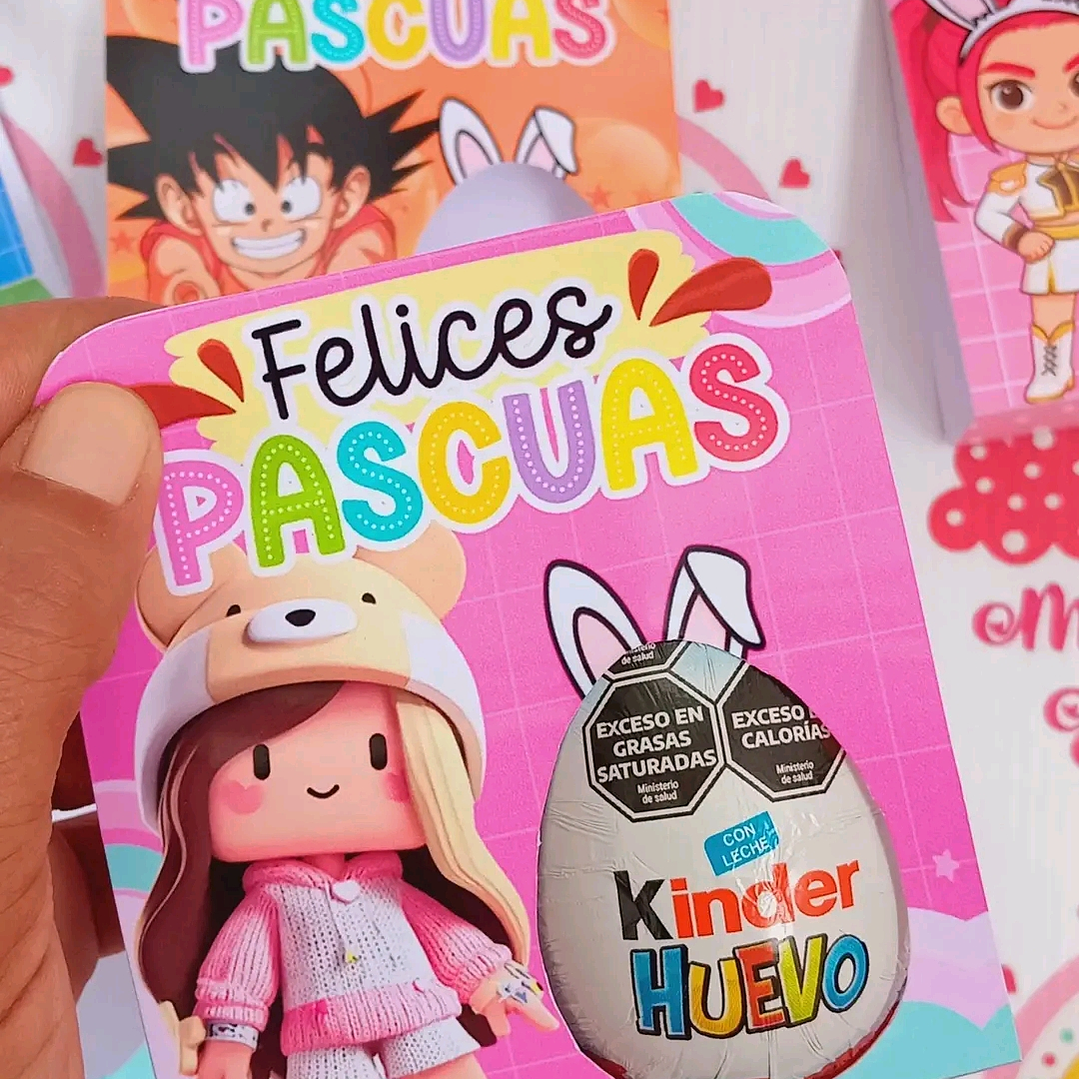 PASCUAS
Felices
PASCUAS
Ministerio
de salud
EXCESO EN
GRASAS
SATURADAS
Ministerio
de salud
EXCESO
CALORÍAS
Ministerio
de salud
CON
LECHE
Kinder
HUEVO